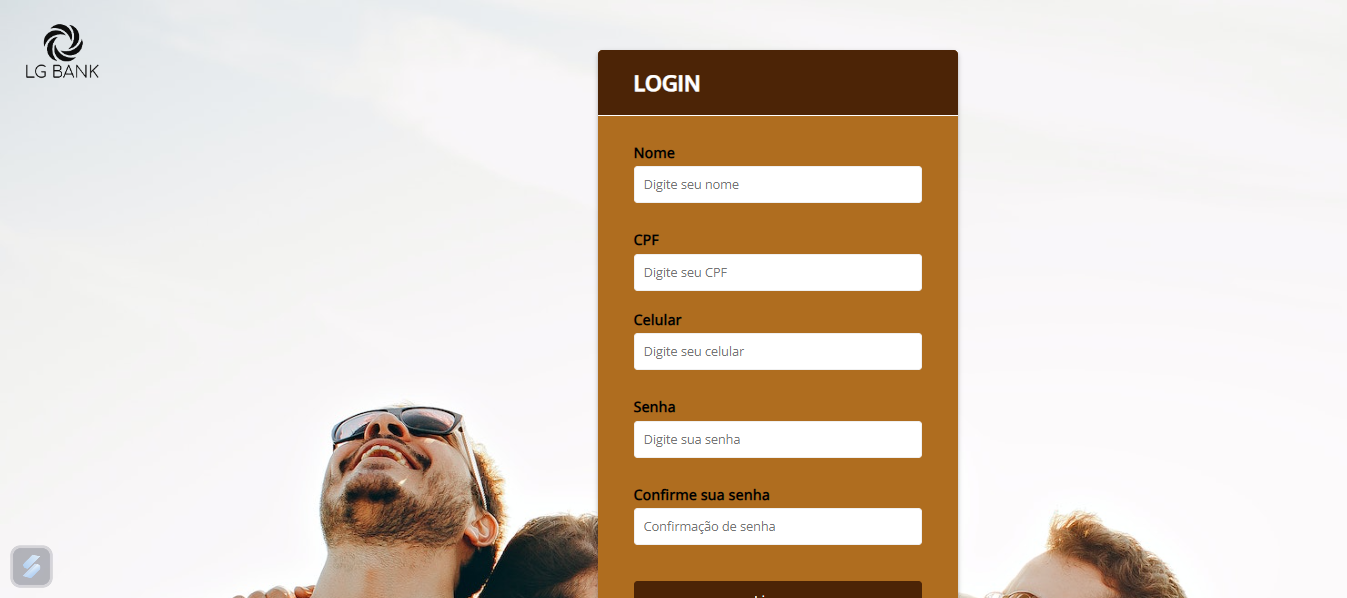 LG BANK
LOGIN
Nome
Digite seu nome
CPF
Digite seu CPF
Celular
Digite seu celular
Senha
Digite sua senha
Confirme sua senha
Confirmação de senha